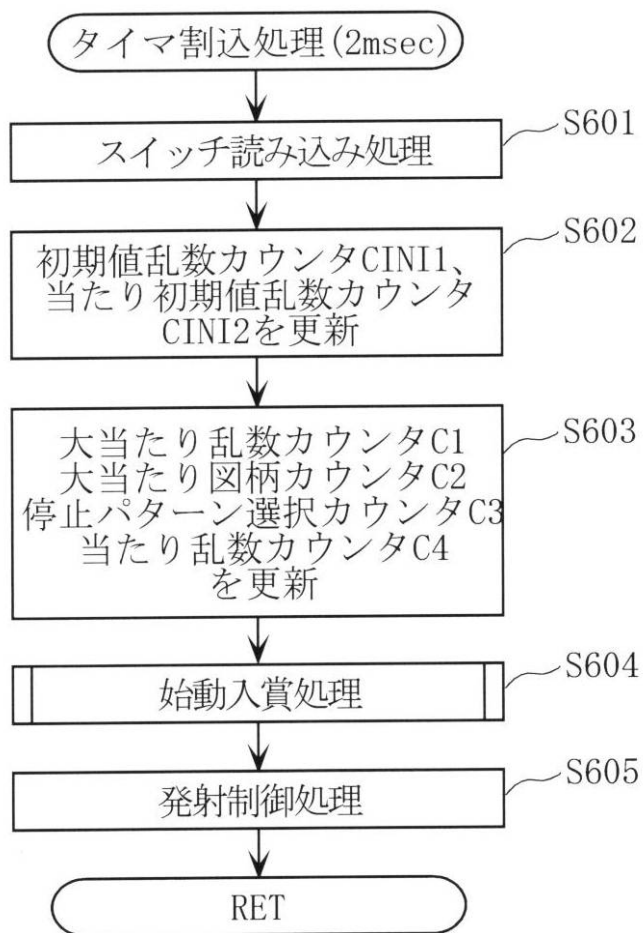 タイマ割込処理(2msec)
スイッチ読み込み処理
S601
初期値乱数カウンタCINI1、
当たり初期値乱数カウンタ
CINI2を更新
S602
大当たり乱数カウンタC1
大当たり図柄カウンタC2
停止パターン選択カウンタC3
当たり乱数カウンタC4
を更新
S603
始動入賞処理
S604
発射制御処理
S605
RET